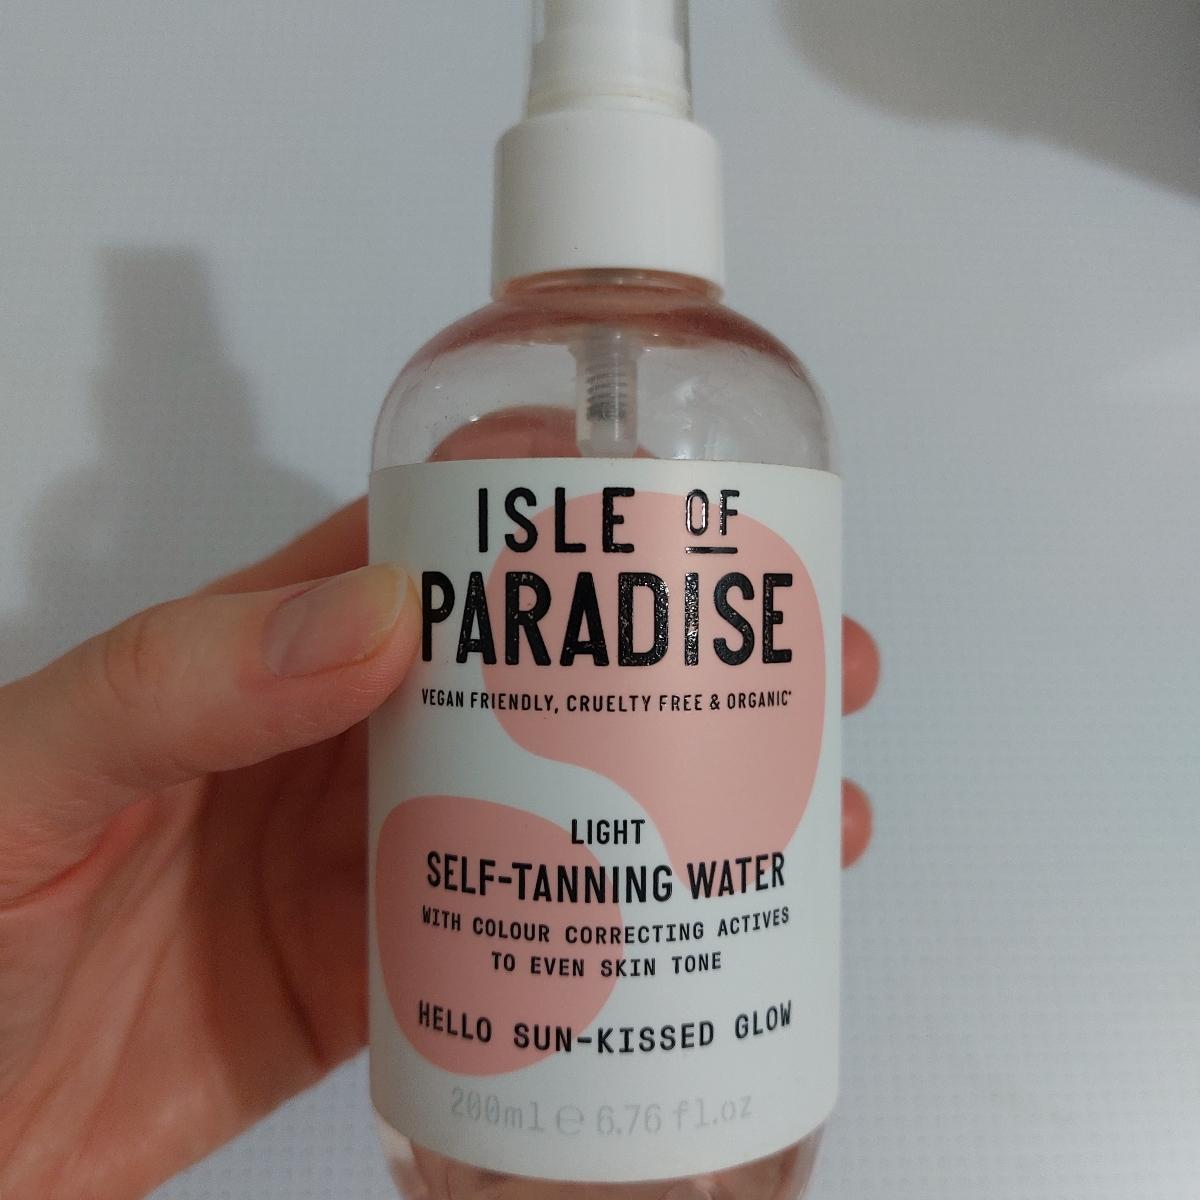 ISLE OF
PARADISE
VEGAN FRIENDLY, CRUELTY FREE & ORGANIC*
LIGHT
SELF-TANNING WATER
WITH COLOUR CORRECTING ACTIVES
TO EVEN SKIN TONE
HELLO SUN-KISSED GLOW
200ml ℮ 6.76 fl.oz